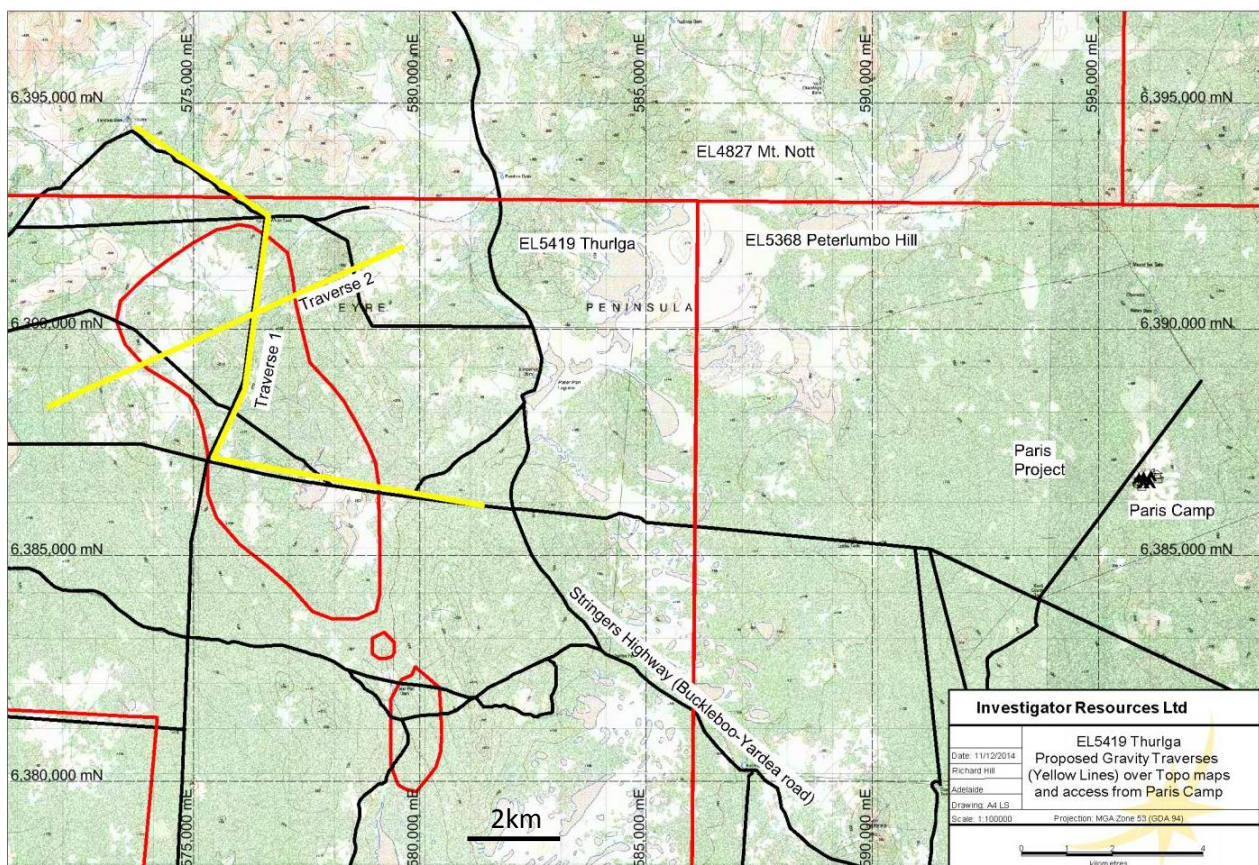 575,000 mE
580,000 mE
585,000 mE
590,000 mE
595,000 mE
6,395,000 mN
6,395,000 mN
EL4827 Mt. Nott
EL5419 Thurlga
EL5368 Peterlumbo Hill
Traverse 2
EYRE
PENINSULA
6,390,000 mN
6,390,000 mN
Traverse 1
Paris
Project
Paris Camp
6,385,000 mN
6,385,000 mN
Stringers Highway (Buckleboo-Yardea road)
6,380,000 mN
575,000 mE
580,000 mE
585,000 mE
590,000 mE
2km
Investigator Resources Ltd
Date: 11/12/2014
Richard Hill
Adelaide
Drawing: A4 LS
Scale: 1:100000
EL5419 Thurlga
Proposed Gravity Traverses
(Yellow Lines) over Topo maps
and access from Paris Camp
Projection: MGA Zone 53 (GDA 94)
0 1 2 4
kilometres